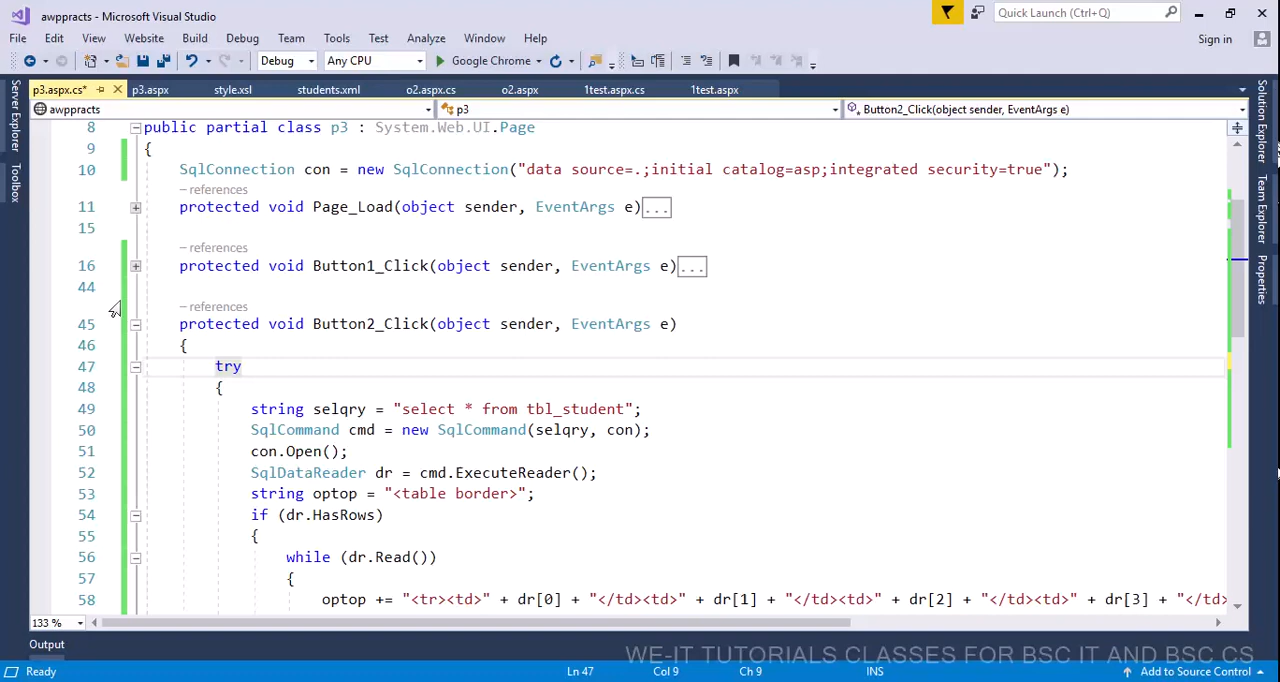 awppracts - Microsoft Visual Studio
Quick Launch (Ctrl+Q)
File Edit View Website Build Debug Team Tools Test Analyze Window Help
Sign in
Debug Any CPU Google Chrome
p3.aspx.cs* p3.aspx style.xsl students.xml o2.aspx.cs o2.aspx 1test.aspx.cs 1test.aspx
awppracts p3 Button2_Click(object sender, EventArgs e)
Server Explorer
Toolbox
Solution Explorer
Team Explorer
Properties
8 public partial class p3 : System.Web.UI.Page
9 {
10 SqlConnection con = new SqlConnection("data source=.;initial catalog=asp;integrated security=true");
– references
11 protected void Page_Load(object sender, EventArgs e)...
15
– references
16 protected void Button1_Click(object sender, EventArgs e)...
44
– references
45 protected void Button2_Click(object sender, EventArgs e)
46 {
47 try
48 {
49 string selqry = "select * from tbl_student";
50 SqlCommand cmd = new SqlCommand(selqry, con);
51 con.Open();
52 SqlDataReader dr = cmd.ExecuteReader();
53 string optop = "<table border>";
54 if (dr.HasRows)
55 {
56 while (dr.Read())
57 {
58 optop += "<tr><td>" + dr[0] + "</td><td>" + dr[1] + "</td><td>" + dr[2] + "</td><td>" + dr[3] + "</td>
133 %
Output
WE-IT TUTORIALS CLASSES FOR BSC IT AND BSC CS
Ready Ln 47 Col 9 Ch 9 INS Add to Source Control